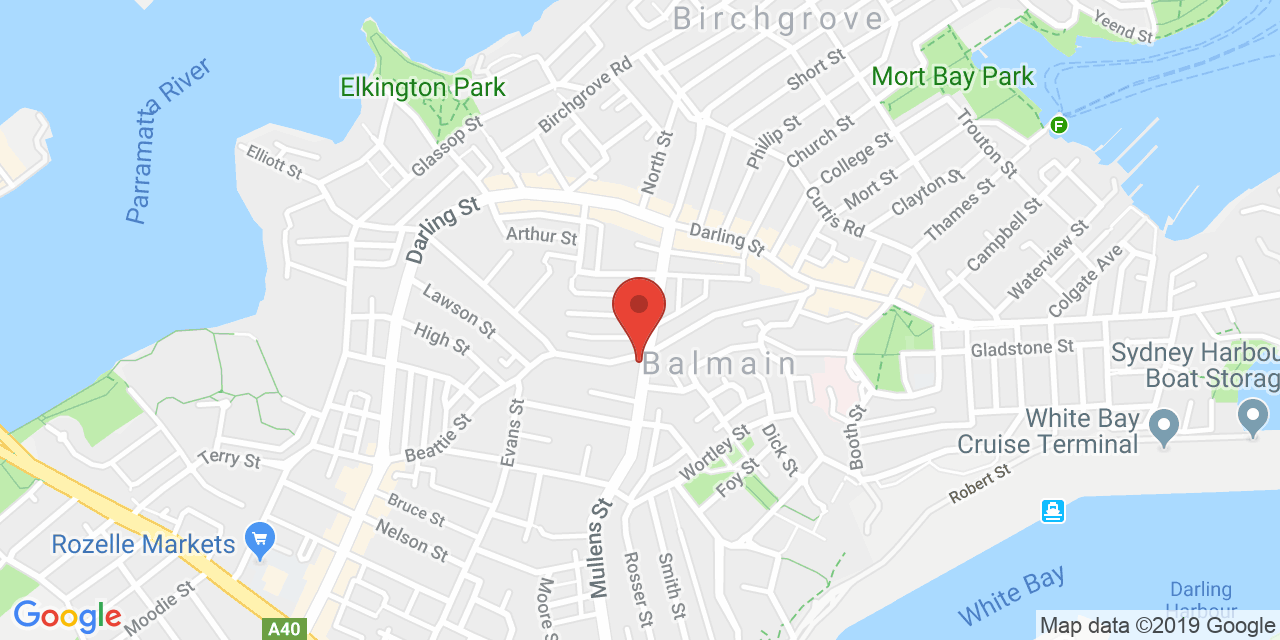 Birchgrove
Yeend St
Elkington Park
Birchgrove Rd
Short St
Mort Bay Park
Parramatta River
Elliott St
Glassop St
North St
Phillip St
Church St
College St
Mort St
Clayton St
Trouton St
Thames St
Campbell St
Waterview St
Colgate Ave
Curtis Rd
Darling St
Arthur St
Darling St
Lawson St
High St
Balmain
Gladstone St
Sydney Harbou
Boat Storag
White Bay
Cruise Terminal
Beattie St
Evans St
Terry St
Wortley St
Dick St
Foy St
Booth St
Robert St
Bruce St
Nelson St
Mullens St
Rozelle Markets
Rosser St
Smith St
Moore St
Moodie St
White Bay
Darling
Harbour
A40
F
Google
Map data ©2019 Google